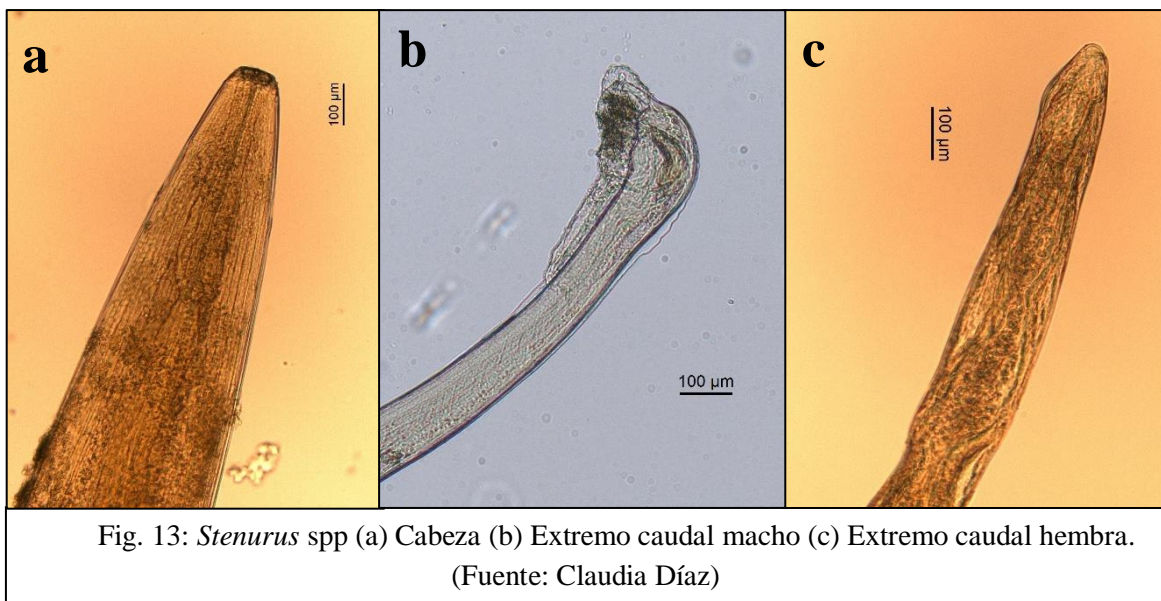 a
100 µm
b
100 µm
c
100 µm
Fig. 13: Stenurus spp (a) Cabeza (b) Extremo caudal macho (c) Extremo caudal hembra.
(Fuente: Claudia Díaz)